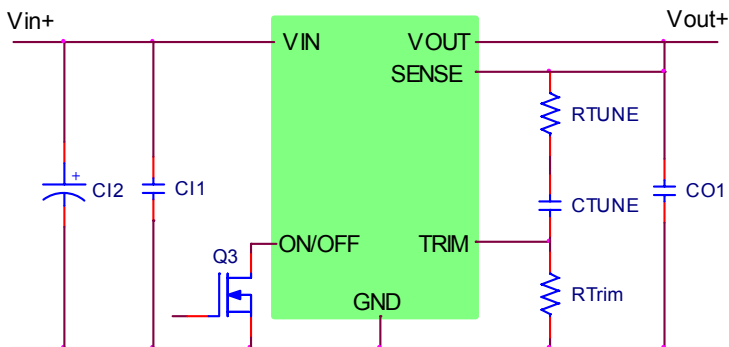 Vin+
Vout+
VIN
VOUT
SENSE
RTUNE
+
CI2
CI1
CTUNE
CO1
ON/OFF
TRIM
Q3
RTrim
GND